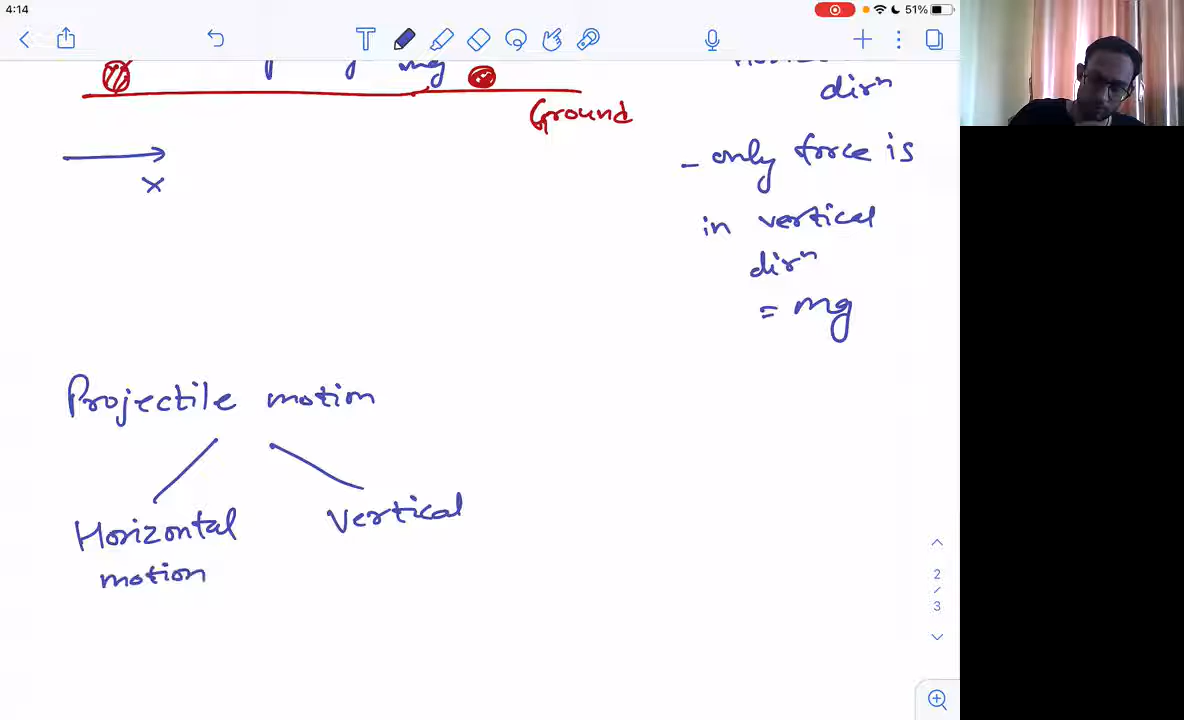 4:14
51%
T
mg
Ground
X
dirⁿ
- only force is
in vertical
dirⁿ
= mg
Projectile motion
Horizontal
motion
Vertical
2
/
3